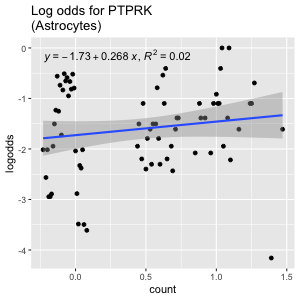 Log odds for PTPRK
(Astrocytes)
y = −1.73 + 0.268 x, R² = 0.02
0
-1
-2
-3
-4
logodds
0.0 0.5 1.0 1.5
count